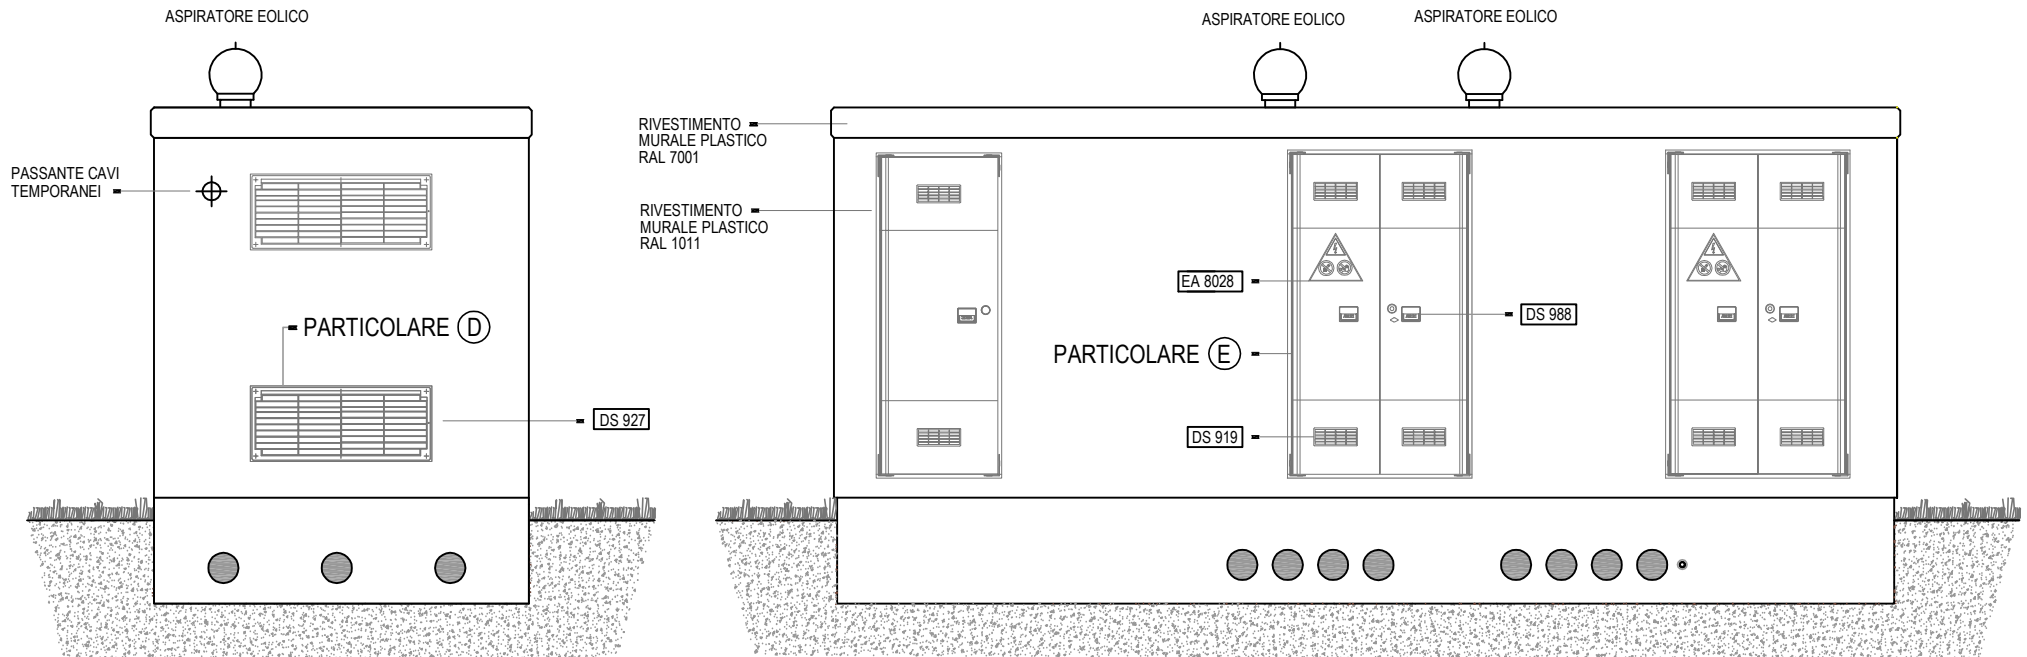 ASPIRATORE EOLICO
PASSANTE CAVI
TEMPORANEI
PARTICOLARE D
DS 927
ASPIRATORE EOLICO
ASPIRATORE EOLICO
RIVESTIMENTO
MURALE PLASTICO
RAL 7001
RIVESTIMENTO
MURALE PLASTICO
RAL 1011
EA 8028
DS 988
PARTICOLARE E
DS 919